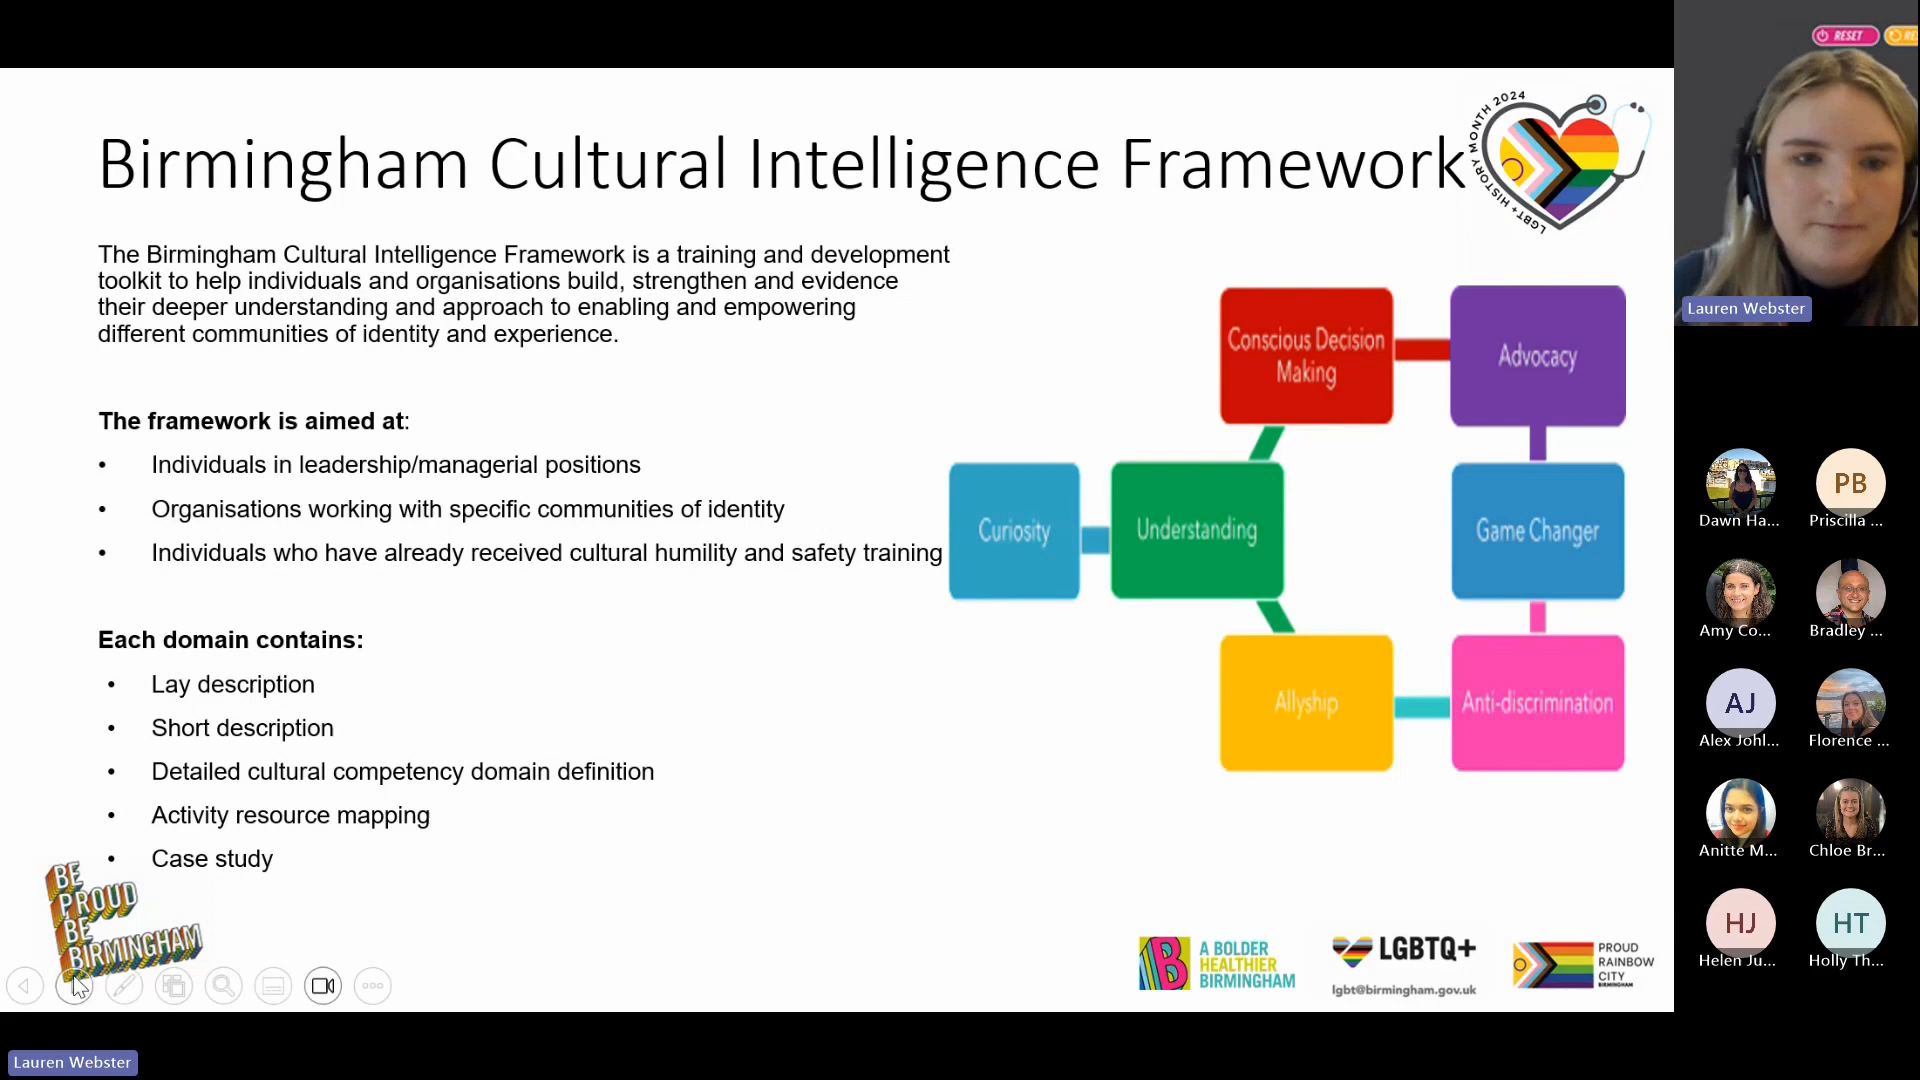 RESET
LGBT+ HISTORY MONTH 2024
Birmingham Cultural Intelligence Framework
The Birmingham Cultural Intelligence Framework is a training and development
toolkit to help individuals and organisations build, strengthen and evidence
their deeper understanding and approach to enabling and empowering
different communities of identity and experience.
The framework is aimed at:
• Individuals in leadership/managerial positions
• Organisations working with specific communities of identity
• Individuals who have already received cultural humility and safety training
Each domain contains:
• Lay description
• Short description
• Detailed cultural competency domain definition
• Activity resource mapping
• Case study
Conscious Decision
Making
Advocacy
Curiosity
Understanding
Game Changer
Allyship
Anti-discrimination
BE
PROUD
BE
BIRMINGHAM
B
A BOLDER
HEALTHIER
BIRMINGHAM
LGBTQ+
lgbt@birmingham.gov.uk
PROUD
RAINBOW
CITY
BIRMINGHAM
Lauren Webster
Dawn Ha...
PB
Priscilla ...
Amy Co...
Bradley ...
AJ
Alex Johl...
Florence ...
Anitte M...
Chloe Br...
HJ
Helen Ju...
HT
Holly Th...
Lauren Webster